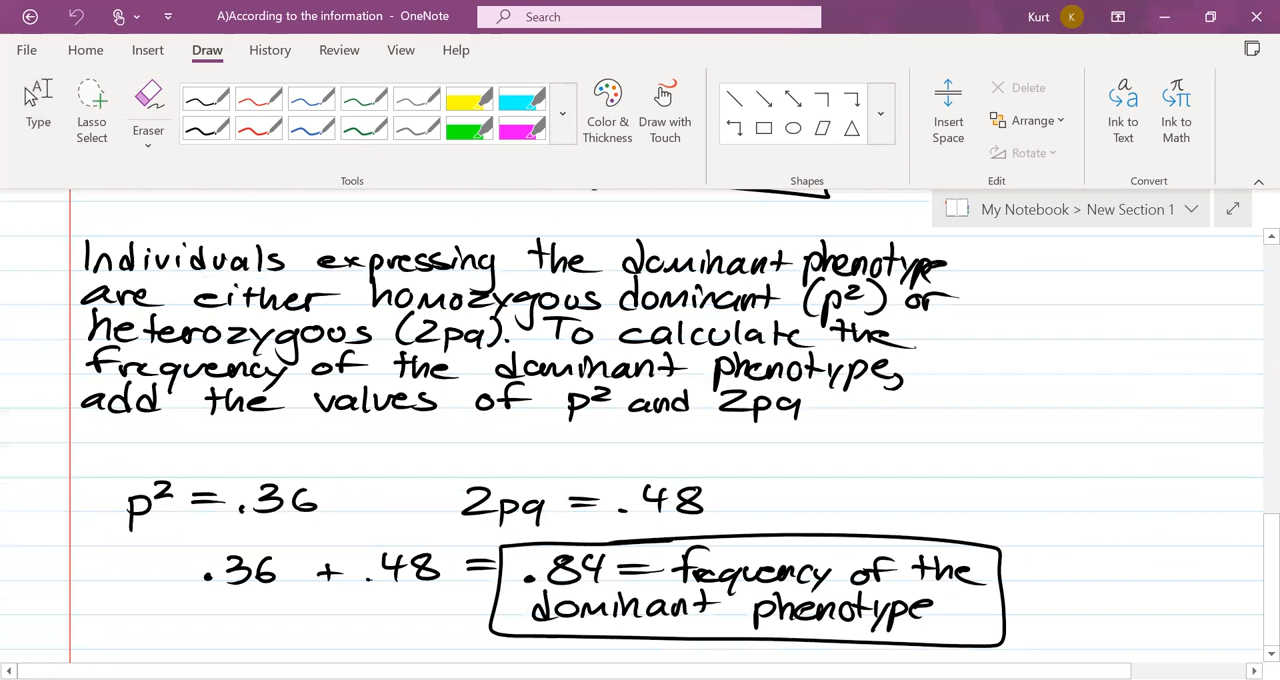 A)According to the information - OneNote
Search
Kurt K
File Home Insert Draw History Review View Help
Type
Lasso Select
Eraser
Color & Thickness
Draw with Touch
Insert Space
Delete
Arrange
Rotate
Ink to Text
Ink to Math
Tools
Shapes
Edit
Convert
My Notebook > New Section 1
Individuals expressing the dominant phenotype
are either homozygous dominant (p²) or
heterozygous (2pq). To calculate the
frequency of the dominant phenotypes,
add the values of p² and 2pq
p² = .36 2pq = .48
.36 + .48 = .84 = frequency of the
dominant phenotype